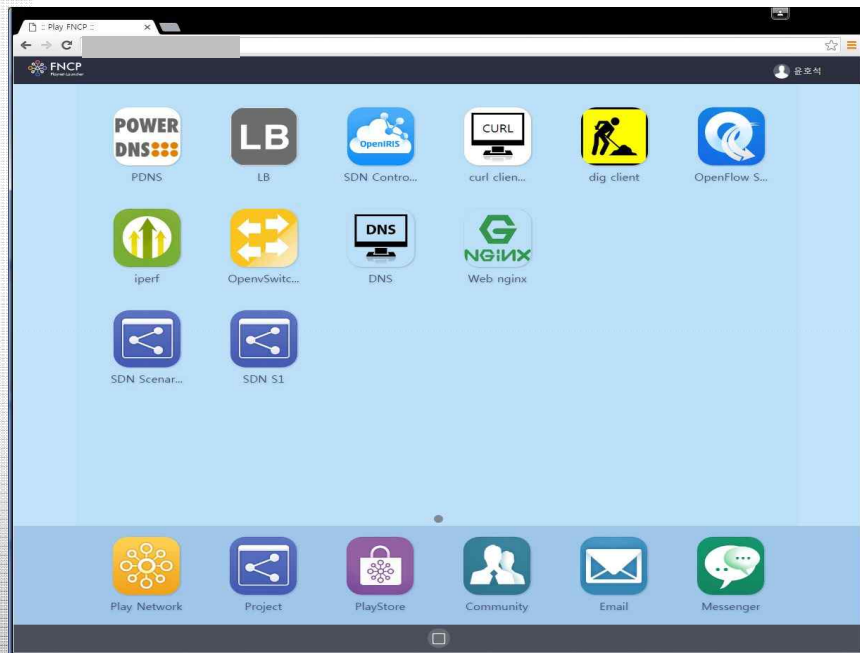 :: Play FNCP ::
FNCP
Playnet Launcher
윤호석
POWER
DNS
PDNS
LB
LB
OpenIRIS
SDN Contro...
CURL
curl clien...
dig client
OpenFlow S...
iperf
OpenvSwitc...
DNS
DNS
NGINX
Web nginx
SDN Scenar...
SDN S1
Play Network
Project
PlayStore
Community
Email
Messenger